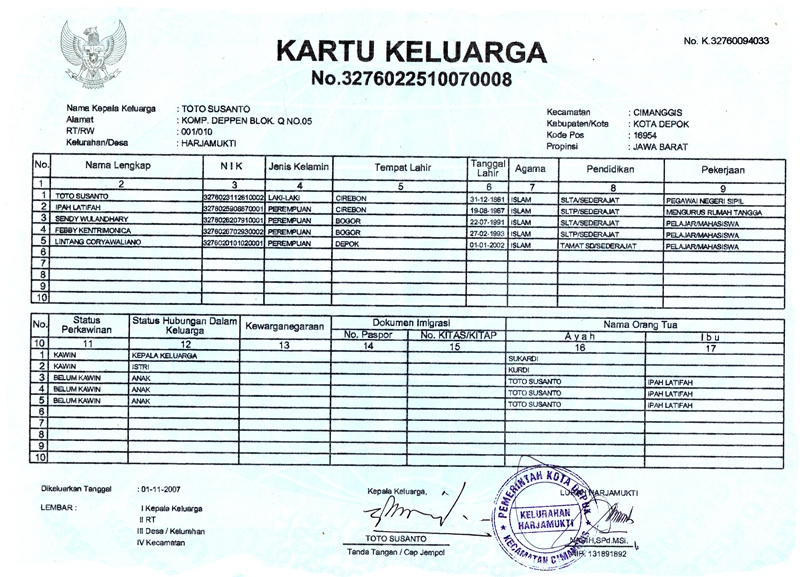 No. K.32760094033
KARTU KELUARGA
No.3276022510070008
Nama Kepala Keluarga : TOTO SUSANTO
Alamat : KOMP. DEPPEN BLOK. Q NO.05
RT/RW : 001/010
Kelurahan/Desa : HARJAMUKTI
Kecamatan : CIMANGGIS
Kabupaten/Kota : KOTA DEPOK
Kode Pos : 16954
Propinsi : JAWA BARAT
No. Nama Lengkap N I K Jenis Kelamin Tempat Lahir Tanggal Lahir Agama Pendidikan Pekerjaan
1 2 3 4 5 6 7 8 9
1 TOTO SUSANTO 3276023112610002 LAKI-LAKI CIREBON 31-12-1961 ISLAM SLTA/SEDERAJAT PEGAWAI NEGERI SIPIL
2 IPAH LATIFAH 3276025908670001 PEREMPUAN CIREBON 19-08-1967 ISLAM SLTA/SEDERAJAT MENGURUS RUMAH TANGGA
3 SENDY WULANDHARY 3276026207910001 PEREMPUAN BOGOR 22-07-1991 ISLAM SLTP/SEDERAJAT PELAJAR/MAHASISWA
4 FEBBY KENTRIMONICA 3276026702930002 PEREMPUAN BOGOR 27-02-1993 ISLAM SLTP/SEDERAJAT PELAJAR/MAHASISWA
5 LINTANG CORYAWALIANO 3276020101020001 PEREMPUAN DEPOK 01-01-2002 ISLAM TAMAT SD/SEDERAJAT PELAJAR/MAHASISWA
6
7
8
9
10
No. Status Perkawinan Status Hubungan Dalam Keluarga Kewarganegaraan Dokumen Imigrasi Nama Orang Tua
No. Paspor No. KITAS/KITAP A y a h I b u
10 11 12 13 14 15 16 17
1 KAWIN KEPALA KELUARGA SUKARDI
2 KAWIN ISTRI KURDI
3 BELUM KAWIN ANAK TOTO SUSANTO IPAH LATIFAH
4 BELUM KAWIN ANAK TOTO SUSANTO IPAH LATIFAH
5 BELUM KAWIN ANAK TOTO SUSANTO IPAH LATIFAH
6
7
8
9
10
Dikeluarkan Tanggal : 01-11-2007
LEMBAR : I Kepala Keluarga
II RT
III Desa / Kelurahan
IV Kecamatan
Kepala Keluarga,
TOTO SUSANTO
Tanda Tangan / Cap Jempol
HARJAMUKTI
PEMERINTAH KOTA DEPOK
KELURAHAN
HARJAMUKTI
KECAMATAN CIMANGGIS
SPd.MSi.
131891892